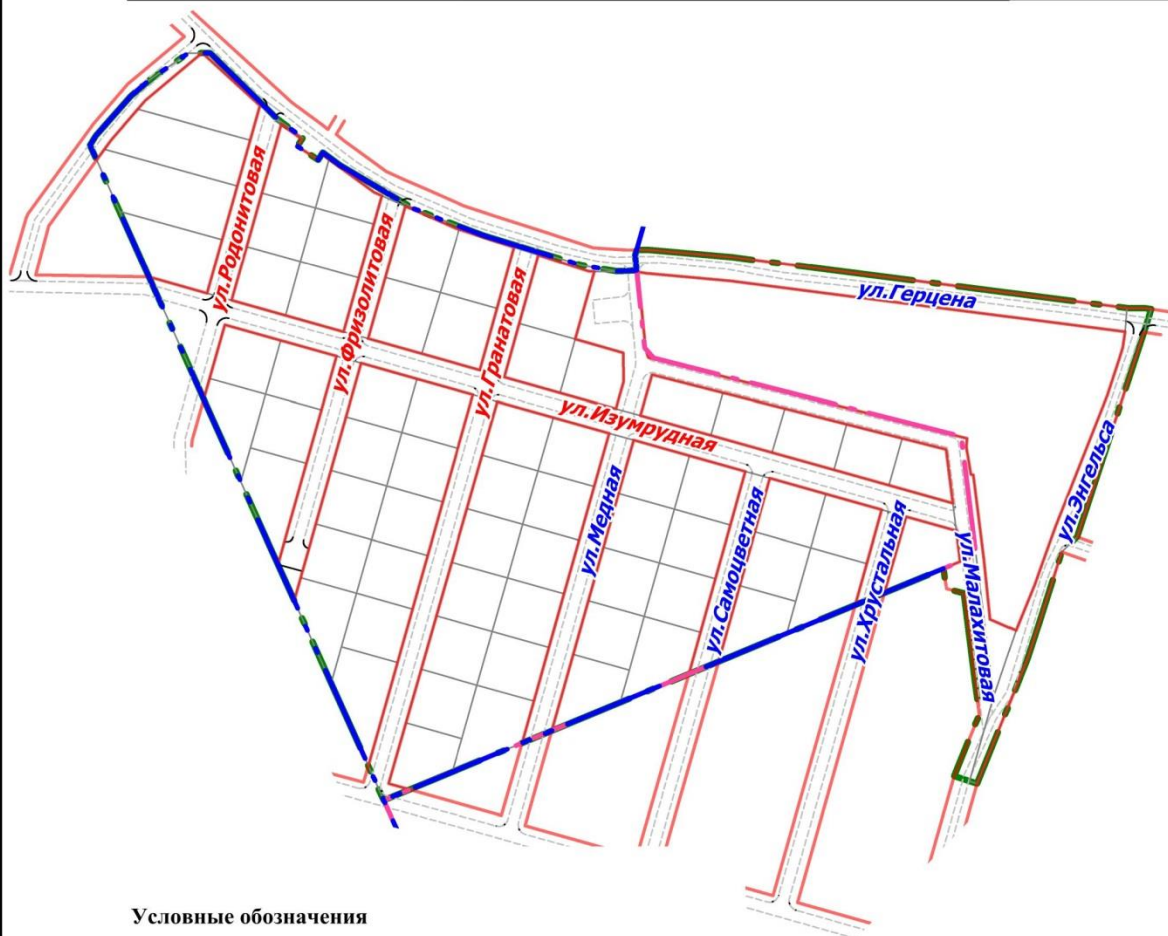 ул.Родонитовая
ул.Фризолитовая
ул.Гранатовая
ул.Герцена
ул.Изумрудная
ул.Медная
ул.Самоцветная
ул.Хрустальная
ул.Малахитовая
ул.Энгельса
Условные обозначения